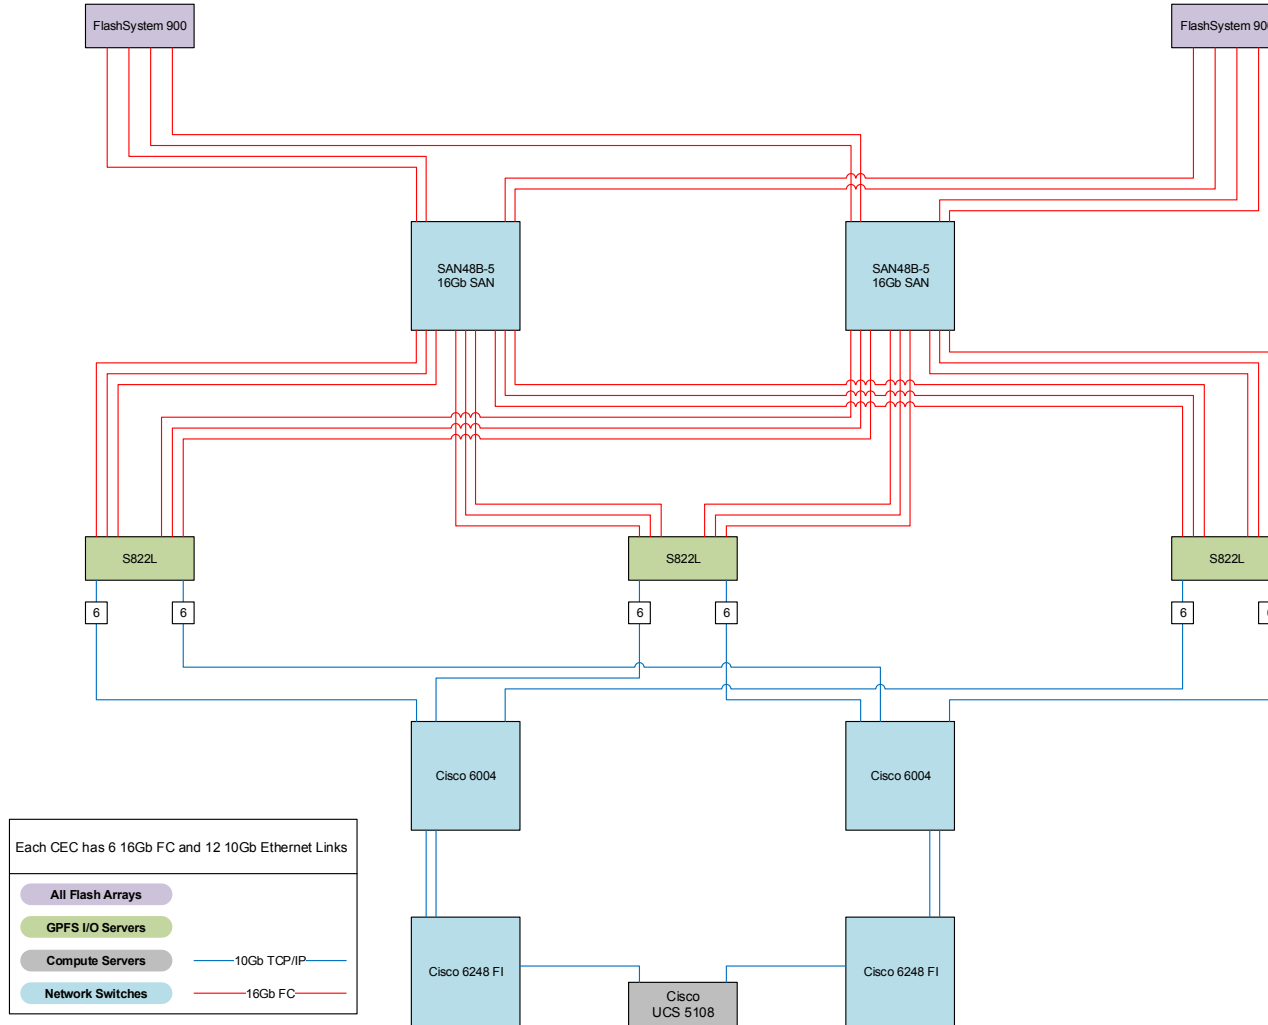 FlashSystem 900
FlashSystem 90
SAN48B-5
16Gb SAN
SAN48B-5
16Gb SAN
S822L
S822L
S822L
6
6
6
6
6
Cisco 6004
Cisco 6004
Each CEC has 6 16Gb FC and 12 10Gb Ethernet Links
All Flash Arrays
GPFS I/O Servers
Compute Servers
10Gb TCP/IP
Network Switches
16Gb FC
Cisco 6248 FI
Cisco 6248 FI
Cisco
UCS 5108